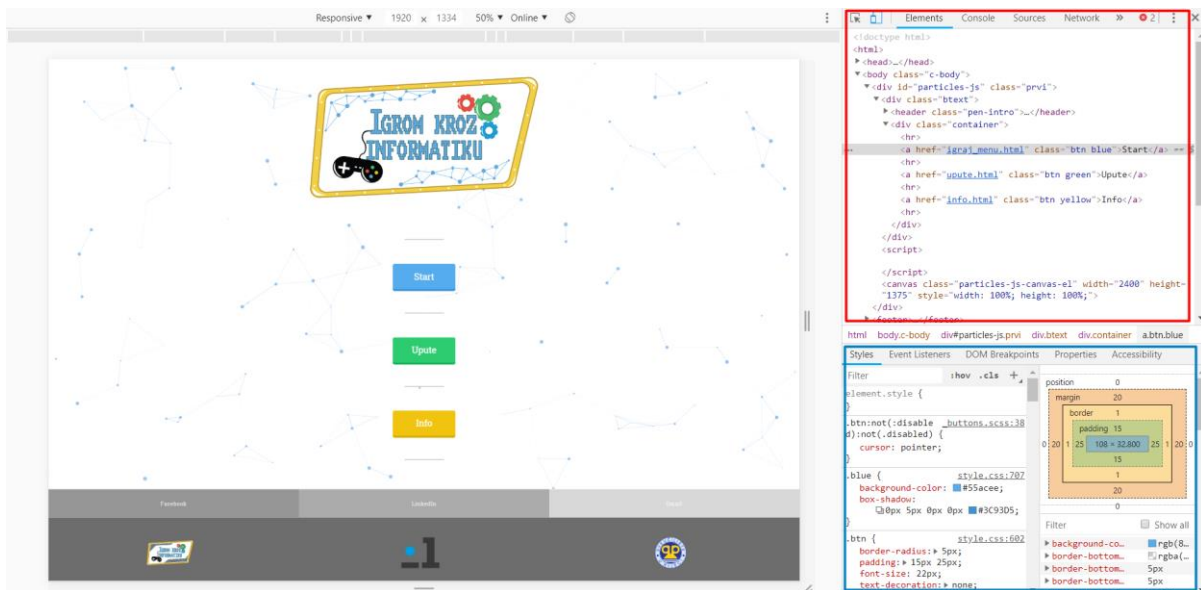 Responsive ▼ 1920 x 1334 50% ▼ Online ▼
IGROM KROZ
INFORMATIKU
Start
Upute
Info
Facebook LinkedIn
IGROM KROZ
INFORMATIKU
Elements Console Sources Network » 2
<!doctype html>
<html>
▶<head>…</head>
▼<body class="c-body">
▼<div id="particles-js" class="prvi">
▼<div class="btext">
▶<header class="pen-intro">…</header>
▼<div class="container">
<hr>
<a href="igraj_menu.html" class="btn blue">Start</a> ==
<hr>
<a href="upute.html" class="btn green">Upute</a>
<hr>
<a href="info.html" class="btn yellow">Info</a>
<hr>
</div>
</div>
<script>
</script>
<canvas class="particles-js-canvas-el" width="2400" height=
"1375" style="width: 100%; height: 100%;">
</div>
▶<footer>…</footer>
html body.c-body div#particles-js.prvi div.btext div.container a.btn.blue
Styles Event Listeners DOM Breakpoints Properties Accessibility
Filter :hov .cls +
element.style {
}
.btn:not(:disable _buttons.scss:38
d):not(.disabled) {
cursor: pointer;
}
.blue { style.css:707
background-color: #55acee;
box-shadow:
0px 5px 0px 0px #3C93D5;
}
.btn { style.css:602
border-radius:▶ 5px;
padding:▶ 15px 25px;
font-size: 22px;
text-decoration:▶ none;
position 0
margin 20
border 1
padding 15
0 20 1 25 108 × 32.800 25 1 20 0
15
1
20
0
Filter Show all
▶background-co… rgb(8…
▶border-bottom… rgba(…
▶border-bottom… 5px
▶border-bottom… 5px